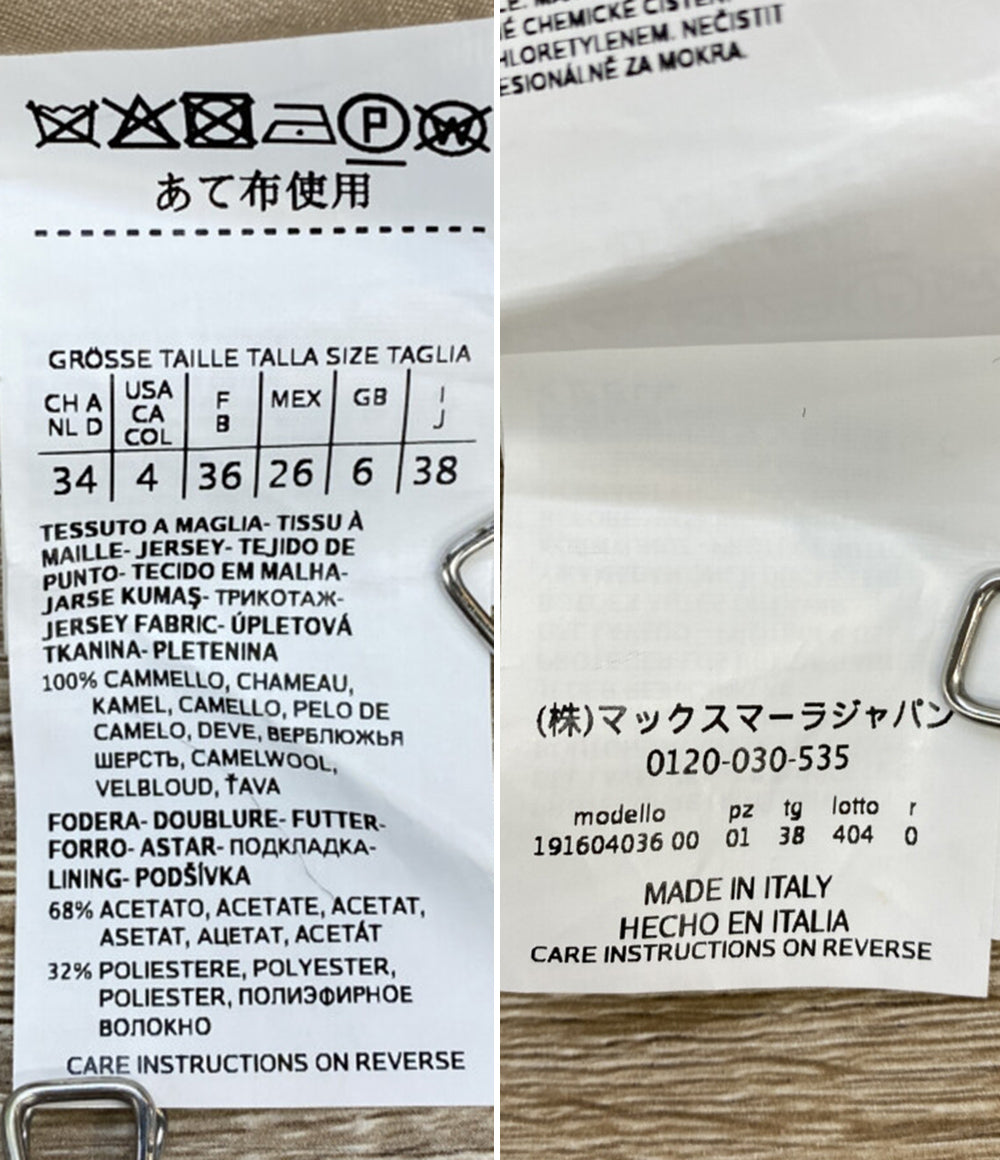 P W
あて布使用
GRÖSSE TAILLE TALLA SIZE TAGLIA
CH A NL D USA CA COL F B MEX GB I J
34 4 36 26 6 38
TESSUTO A MAGLIA- TISSU À
MAILLE- JERSEY- TEJIDO DE
PUNTO- TECIDO EM MALHA-
JARSE KUMAŞ- ТРИКОТАЖ-
JERSEY FABRIC- ÚPLETOVÁ
TKANINA- PLETENINA
100% CAMMELLO, CHAMEAU,
KAMEL, CAMELLO, PELO DE
CAMELO, DEVE, ВЕРБЛЮЖЬЯ
ШЕРСТЬ, CAMELWOOL,
VELBLOUD, ŤAVA
FODERA- DOUBLURE- FUTTER-
FORRO- ASTAR- ПОДКЛАДКА-
LINING- PODŠÍVKA
68% ACETATO, ACETATE, ACETAT,
ASETAT, АЦЕТАТ, ACETÁT
32% POLIESTERE, POLYESTER,
POLIESTER, ПОЛИЭФИРНОЕ
ВОЛОКНО
CARE INSTRUCTIONS ON REVERSE
É CHEMICKÉ
HLORETYLENEM. NEČISTIT
ESIONÁLNĚ ZA MOKRA.
(株)マックスマーラジャパン
0120-030-535
modello pz tg lotto r
191604036 00 01 38 404 0
MADE IN ITALY
HECHO EN ITALIA
CARE INSTRUCTIONS ON REVERSE